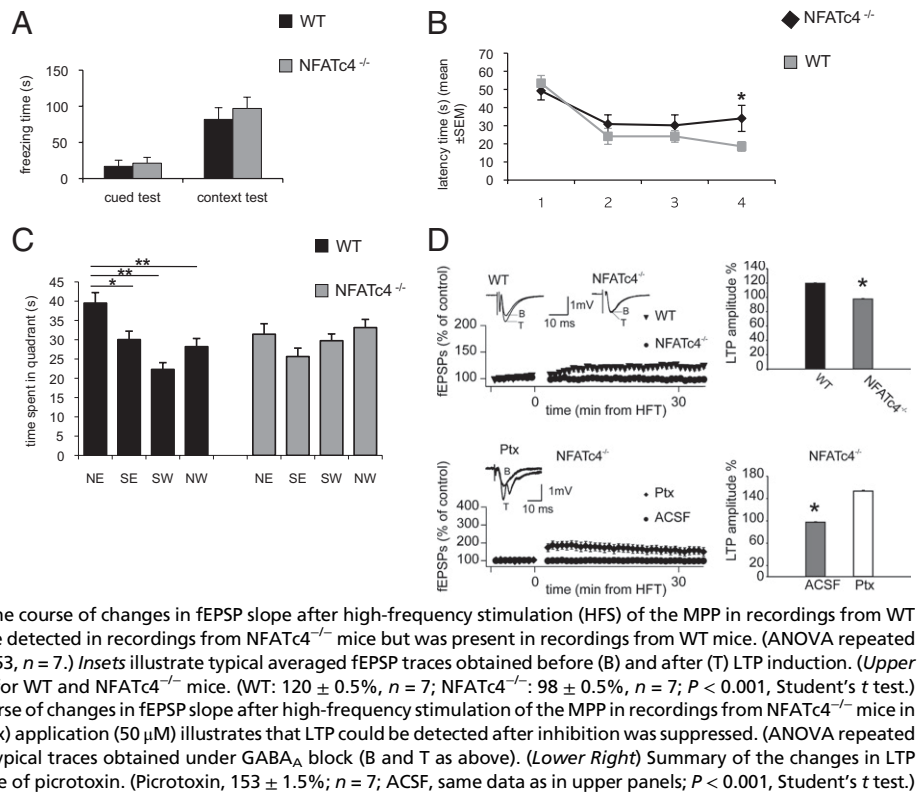 A
WT
NFATc4 -/-
freezing time (s)
150
100
50
0
cued test
context test
B
NFATc4 -/-
WT
latency time (s) (mean
±SEM)
70
60
50
40
30
20
10
0
*
1 2 3 4
C
WT
NFATc4 -/-
time spent in quadrant (s)
45
40
35
30
25
20
15
10
5
0
**
**
*
NE SE SW NW NE SE SW NW
D
WT
NFATc4-/-
B
T
1mV
10 ms
B
T
WT
NFATc4-/-
fEPSPs (% of control)
200
150
100
0 30
time (min from HFT)
LTP amplitude %
140
120
100
80
60
40
20
0
*
WT
Ptx
NFATc4-/-
B
T
1mV
10 ms
Ptx
ACSF
fEPSPs (% of control)
400
300
200
100
0 30
time (min from HFT)
NFATc4-/-
LTP amplitude %
180
140
100
60
20
0
*
ACSF Ptx
ne course of changes in fEPSP slope after high-frequency stimulation (HFS) of the MPP in recordings from WT
e detected in recordings from NFATc4−/− mice but was present in recordings from WT mice. (ANOVA repeated
53, n = 7.) Insets illustrate typical averaged fEPSP traces obtained before (B) and after (T) LTP induction. (Upper
for WT and NFATc4−/− mice. (WT: 120 ± 0.5%, n = 7; NFATc4−/−: 98 ± 0.5%, n = 7; P < 0.001, Student's t test.)
rse of changes in fEPSP slope after high-frequency stimulation of the MPP in recordings from NFATc4−/− mice in
x) application (50 μM) illustrates that LTP could be detected after inhibition was suppressed. (ANOVA repeated
ypical traces obtained under GABAA block (B and T as above). (Lower Right) Summary of the changes in LTP
e of picrotoxin. (Picrotoxin, 153 ± 1.5%; n = 7; ACSF, same data as in upper panels; P < 0.001, Student's t test.)